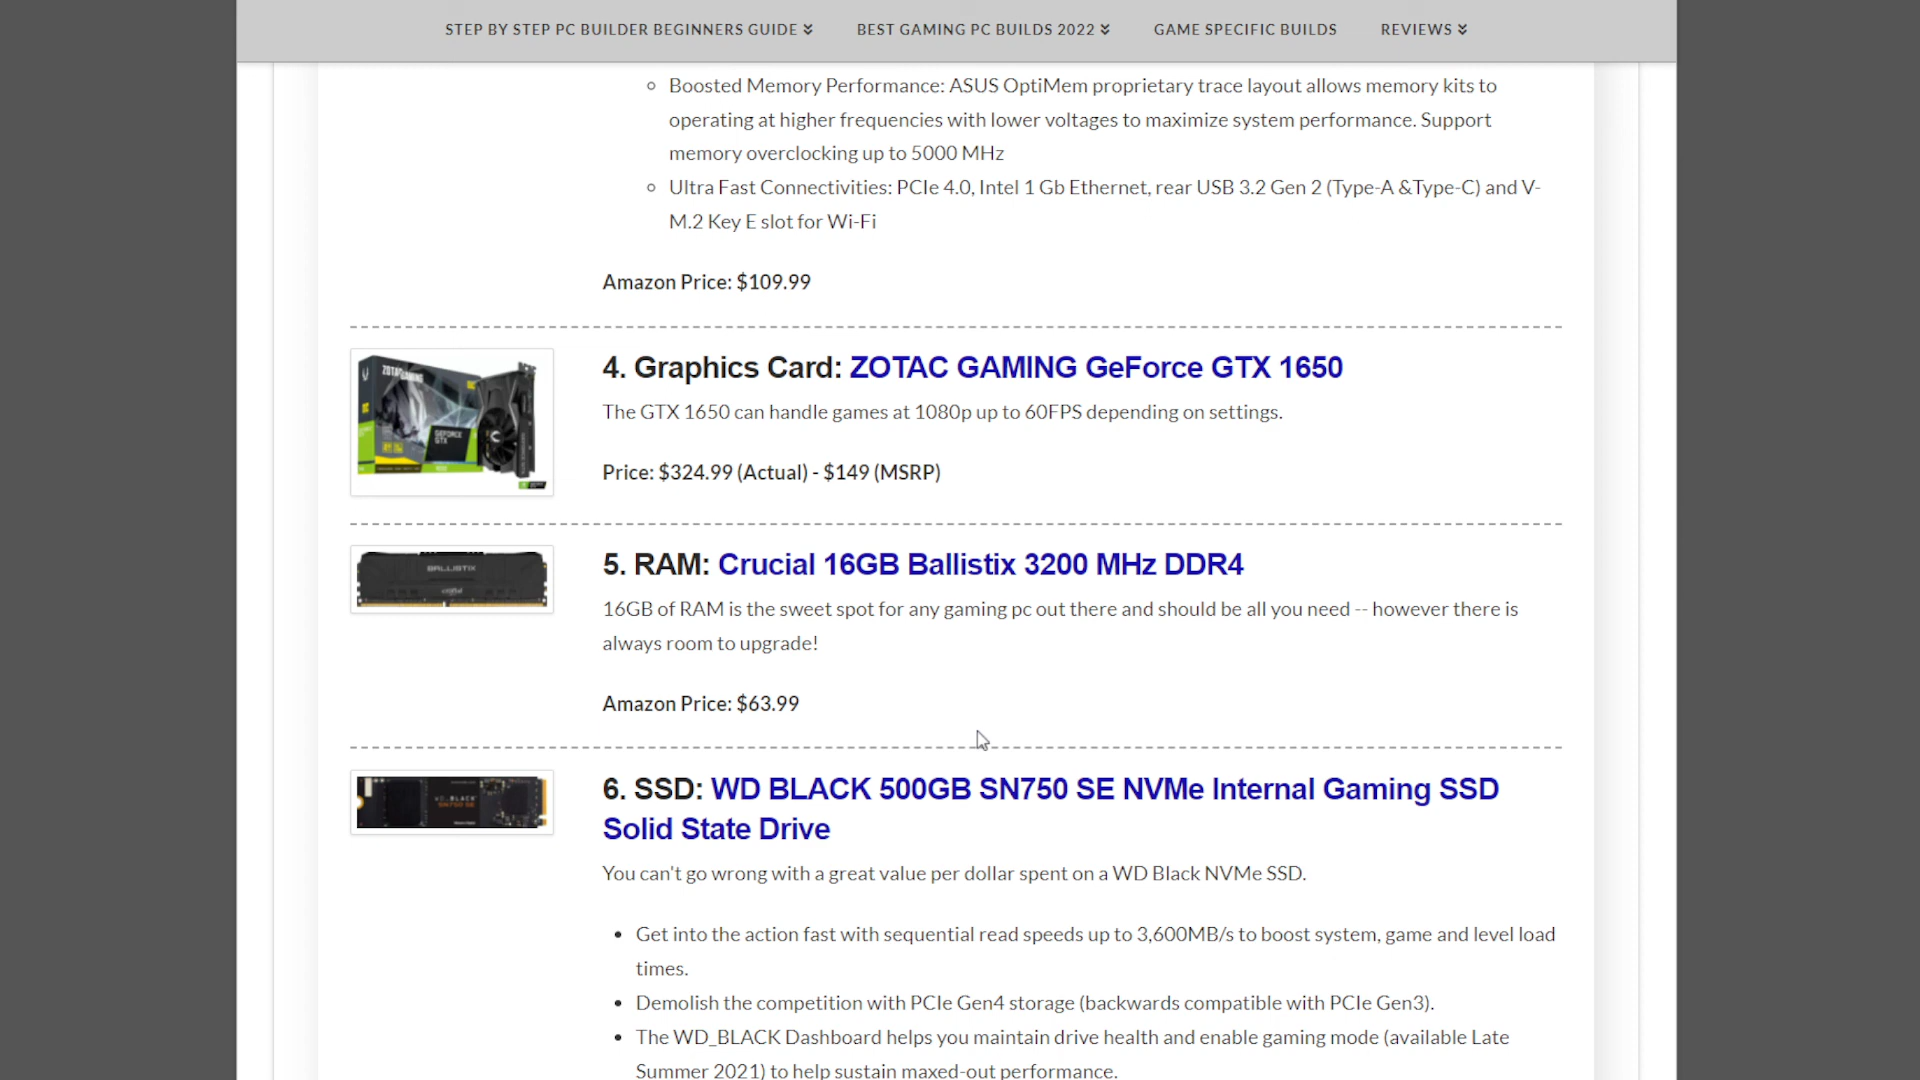 STEP BY STEP PC BUILDER BEGINNERS GUIDE BEST GAMING PC BUILDS 2022 GAME SPECIFIC BUILDS REVIEWS
Boosted Memory Performance: ASUS OptiMem proprietary trace layout allows memory kits to
operating at higher frequencies with lower voltages to maximize system performance. Support
memory overclocking up to 5000 MHz
Ultra Fast Connectivities: PCIe 4.0, Intel 1 Gb Ethernet, rear USB 3.2 Gen 2 (Type-A &Type-C) and V-
M.2 Key E slot for Wi-Fi
Amazon Price: $109.99
4. Graphics Card: ZOTAC GAMING GeForce GTX 1650
The GTX 1650 can handle games at 1080p up to 60FPS depending on settings.
Price: $324.99 (Actual) - $149 (MSRP)
ZOTAC GAMING
GEFORCE
GTX
5. RAM: Crucial 16GB Ballistix 3200 MHz DDR4
16GB of RAM is the sweet spot for any gaming pc out there and should be all you need -- however there is
always room to upgrade!
Amazon Price: $63.99
BALLISTIX
crucial
6. SSD: WD BLACK 500GB SN750 SE NVMe Internal Gaming SSD
Solid State Drive
You can't go wrong with a great value per dollar spent on a WD Black NVMe SSD.
WD_BLACK
SN750 SE
Get into the action fast with sequential read speeds up to 3,600MB/s to boost system, game and level load
times.
Demolish the competition with PCIe Gen4 storage (backwards compatible with PCIe Gen3).
The WD_BLACK Dashboard helps you maintain drive health and enable gaming mode (available Late
Summer 2021) to help sustain maxed-out performance.